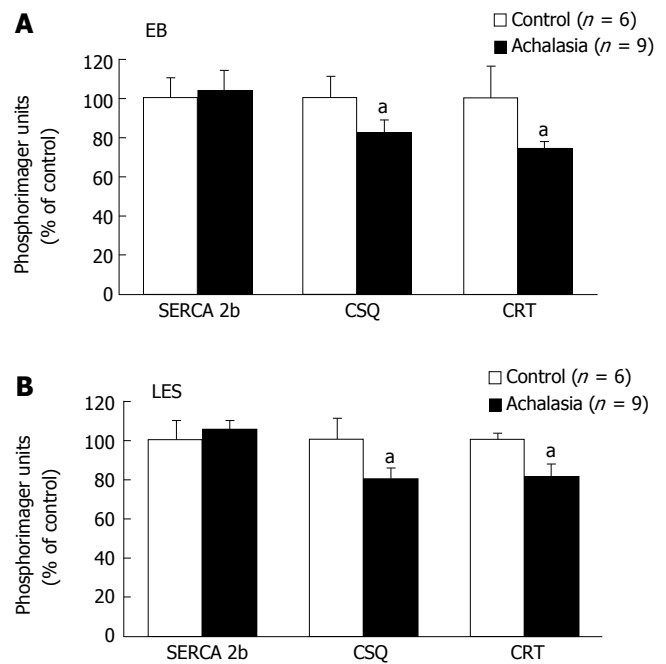 A
EB
Control (n = 6)
Achalasia (n = 9)
Phosphorimager units
(% of control)
120
100
80
60
40
20
0
a
a
SERCA 2b
CSQ
CRT
B
LES
Control (n = 6)
Achalasia (n = 9)
Phosphorimager units
(% of control)
120
100
80
60
40
20
0
a
a
SERCA 2b
CSQ
CRT